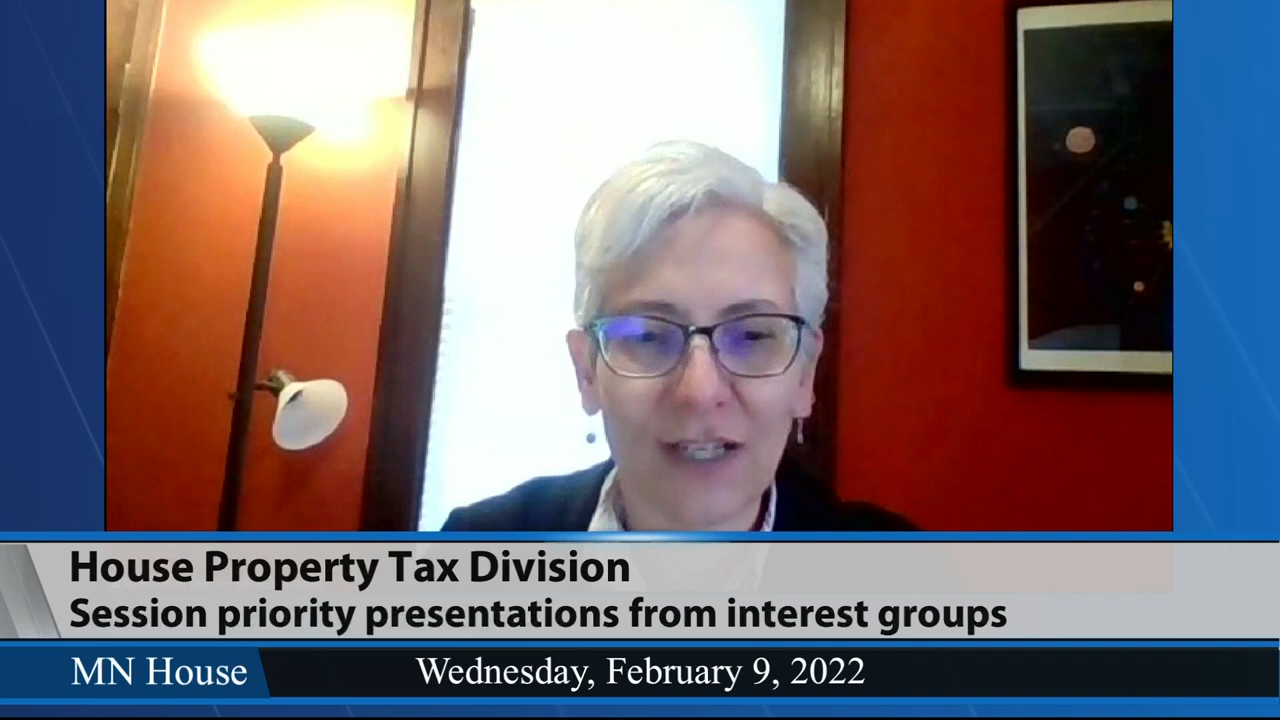 House Property Tax Division
Session priority presentations from interest groups
MN House
Wednesday, February 9, 2022